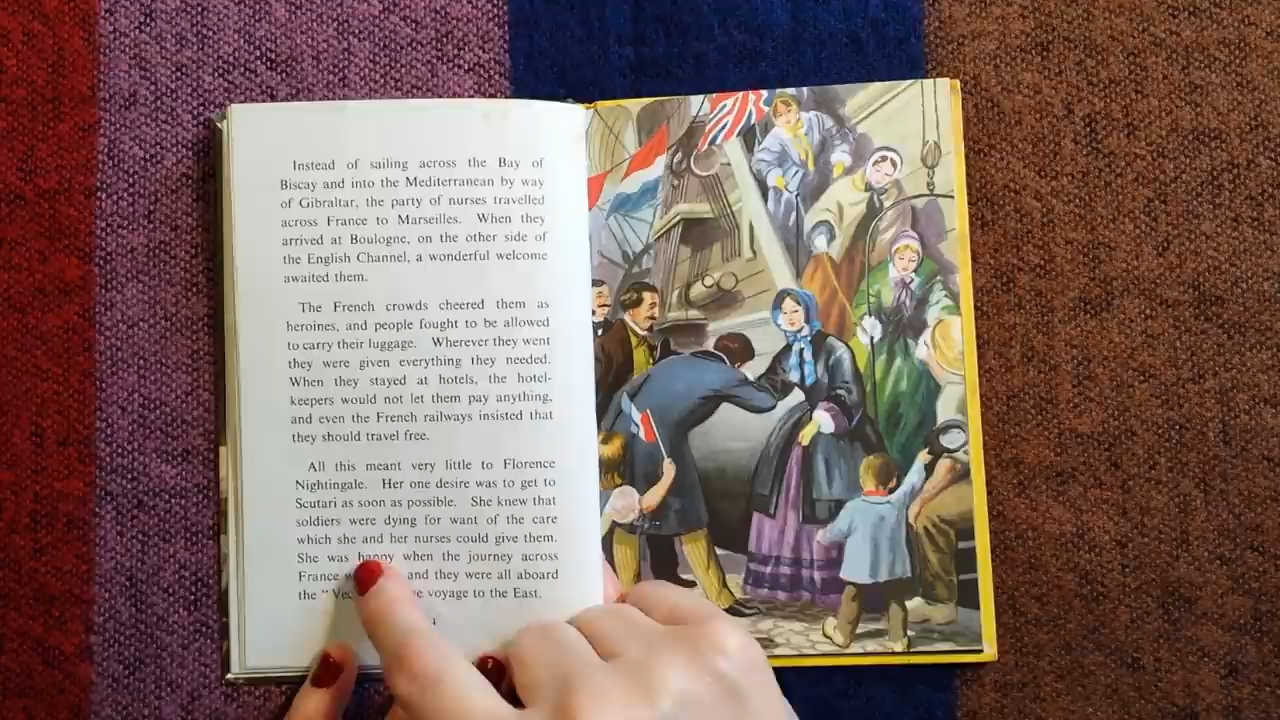 Instead of sailing across the Bay of
Biscay and into the Mediterranean by way
of Gibraltar, the party of nurses travelled
across France to Marseilles. When they
arrived at Boulogne, on the other side of
the English Channel, a wonderful welcome
awaited them.
The French crowds cheered them as
heroines, and people fought to be allowed
to carry their luggage. Wherever they went
they were given everything they needed.
When they stayed at hotels, the hotel-
keepers would not let them pay anything,
and even the French railways insisted that
they should travel free.
All this meant very little to Florence
Nightingale. Her one desire was to get to
Scutari as soon as possible. She knew that
soldiers were dying for want of the care
which she and her nurses could give them.
She was happy when the journey across
France and they were all aboard
the voyage to the East.